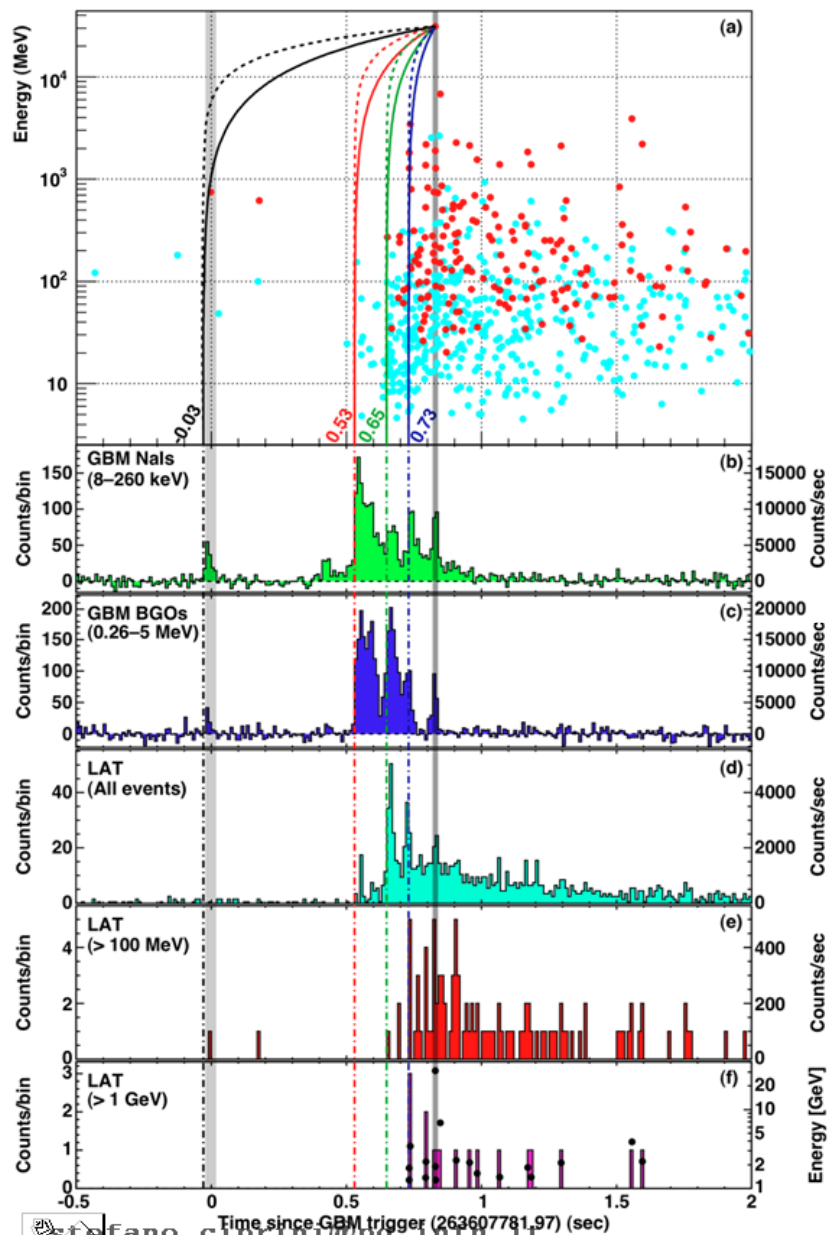 (a)
Energy (MeV)
10⁴
10³
10²
10
-0.03
0.53
0.65
0.73
GBM NaIs
(8–260 keV)
(b)
Counts/bin
150
100
50
0
Counts/sec
15000
10000
5000
0
GBM BGOs
(0.26–5 MeV)
(c)
Counts/bin
200
150
100
50
0
Counts/sec
20000
15000
10000
5000
0
LAT
(All events)
(d)
Counts/bin
40
20
0
Counts/sec
4000
2000
0
LAT
(> 100 MeV)
(e)
Counts/bin
4
2
0
Counts/sec
400
200
0
LAT
(> 1 GeV)
(f)
Counts/bin
3
2
1
0
Energy [GeV]
20
10
5
2
1
-0.5 0 0.5 1 1.5 2
Time since GBM trigger (263607781.97) (sec)